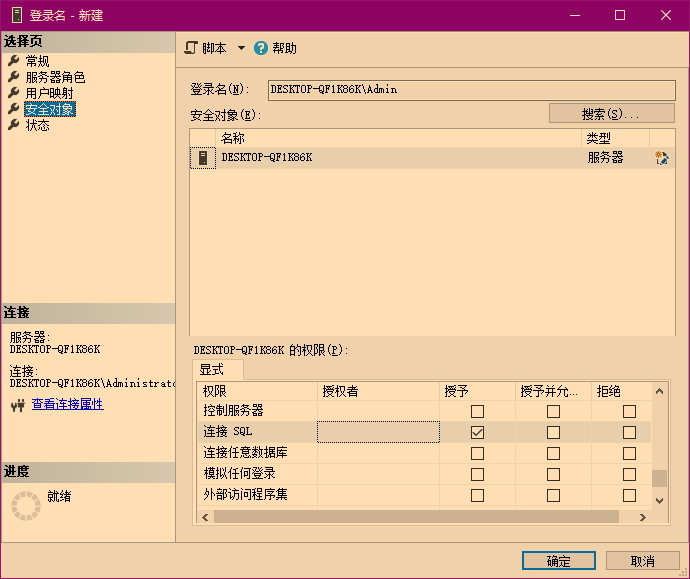 登录名 - 新建
选择页
常规
服务器角色
用户映射
安全对象
状态
连接
服务器:
DESKTOP-QF1K86K
连接:
DESKTOP-QF1K86K\Administrato
查看连接属性
进度
就绪
脚本 帮助
登录名(N): DESKTOP-QF1K86K\Admin
安全对象(E): 搜索(S)...
名称 类型
DESKTOP-QF1K86K 服务器
DESKTOP-QF1K86K 的权限(P):
显式
权限 授权者 授予 授予并允... 拒绝
控制服务器
连接 SQL
连接任意数据库
模拟任何登录
外部访问程序集
确定 取消